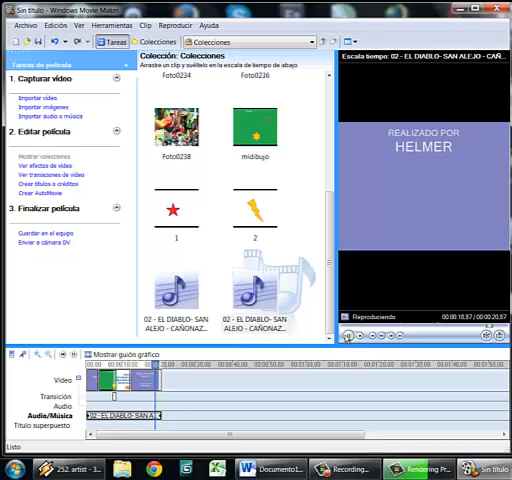 Sin título - Windows Movie Maker
Archivo Edición Ver Herramientas Clip Reproducir Ayuda
Tareas Colecciones Colecciones
Tareas de película
Colección: Colecciones
Arrastre un clip y suéltelo en la escala de tiempo de abajo.
Escala tiempo: 02 - EL DIABLO- SAN ALEJO - CAÑ...
1. Capturar vídeo
Importar vídeo
Importar imágenes
Importar audio o música
2. Editar película
Mostrar colecciones
Ver efectos de vídeo
Ver transiciones de vídeo
Crear títulos o créditos
Crear AutoMovie
3. Finalizar película
Guardar en el equipo
Enviar a cámara DV
Foto0234 Foto0236
Foto0238 midibujo
1 2
02 - EL DIABLO- SAN ALEJO - CAÑONAZ...
02 - EL DIABLO- SAN ALEJO - CAÑONAZ...
REALIZADO POR
HELMER
Reproduciendo 00:00:18,87 / 00:00:20,87
Mostrar guión gráfico
Vídeo
Transición
Audio
Audio/Música 02 - EL DIABLO- SAN A...
Título superpuesto
Listo
252. artist - 3... Documento1... Recording... Rendering Pr... Sin título